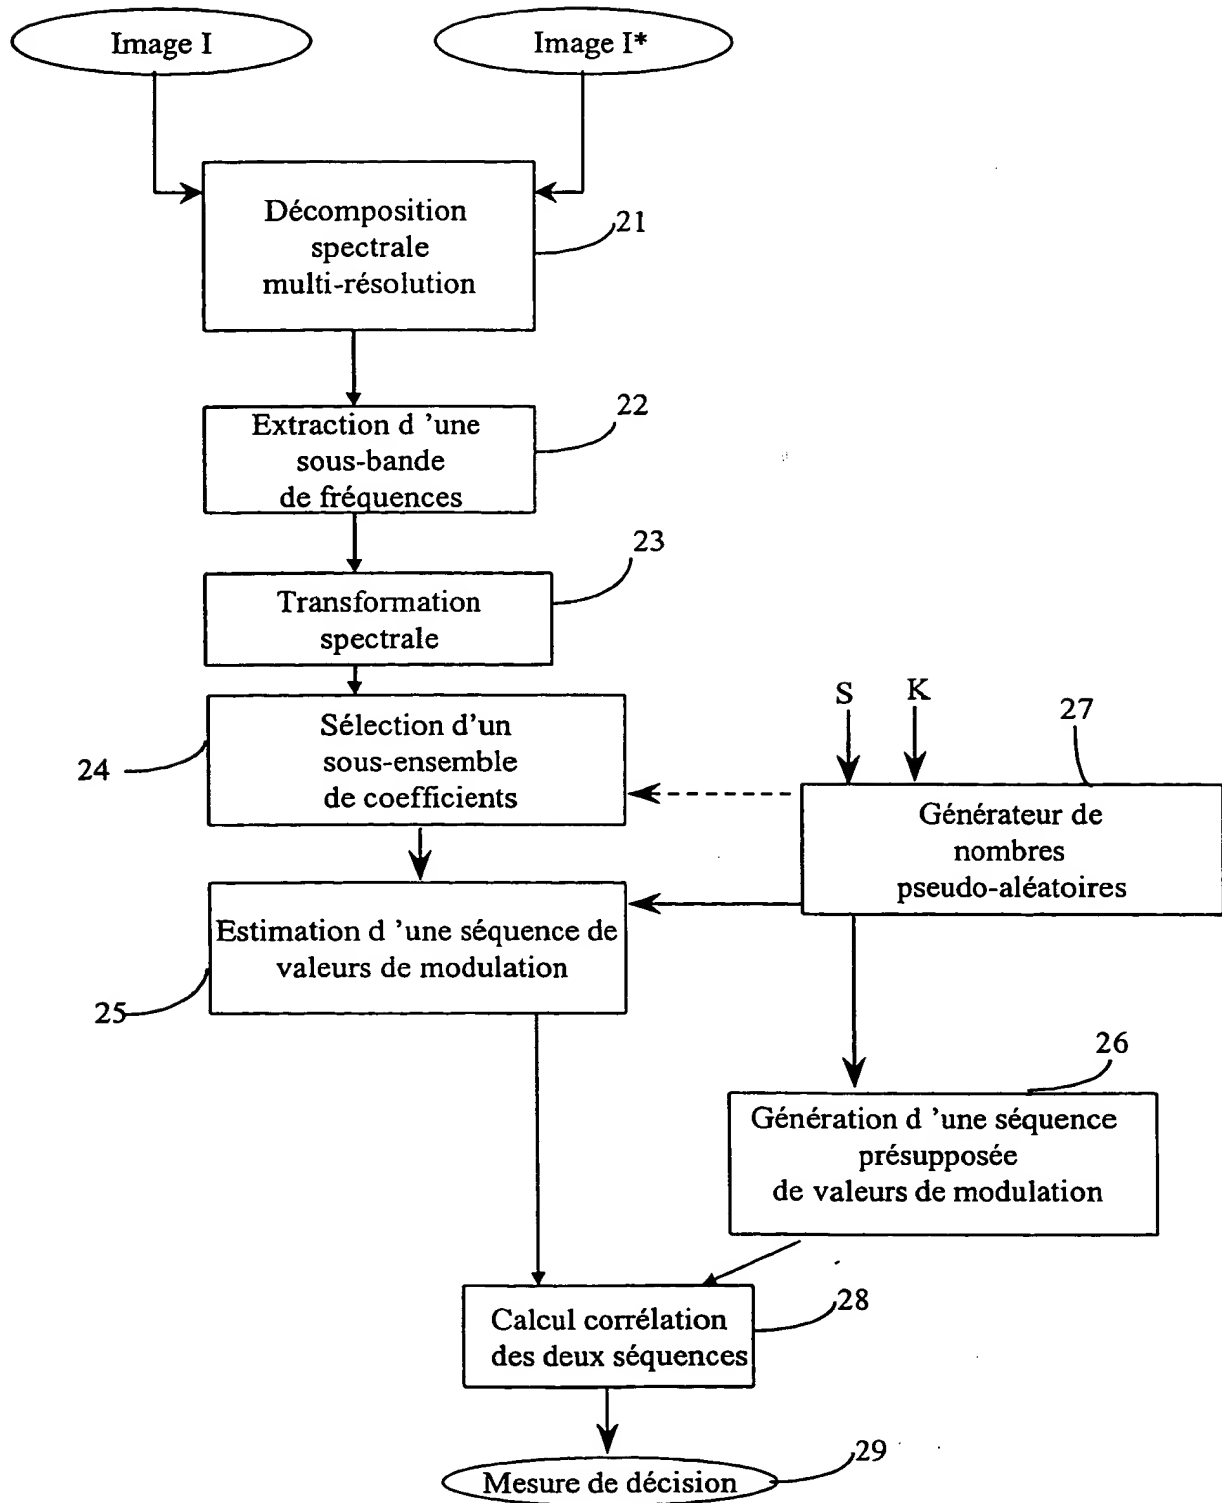 Image I
Image I*
Décomposition
spectrale
multi-résolution
21
Extraction d ’une
sous-bande
de fréquences
22
Transformation
spectrale
23
Sélection d'un
sous-ensemble
de coefficients
24
S
K
27
Générateur de
nombres
pseudo-aléatoires
Estimation d ’une séquence de
valeurs de modulation
25
26
Génération d ’une séquence
présupposée
de valeurs de modulation
Calcul corrélation
des deux séquences
28
Mesure de décision
29